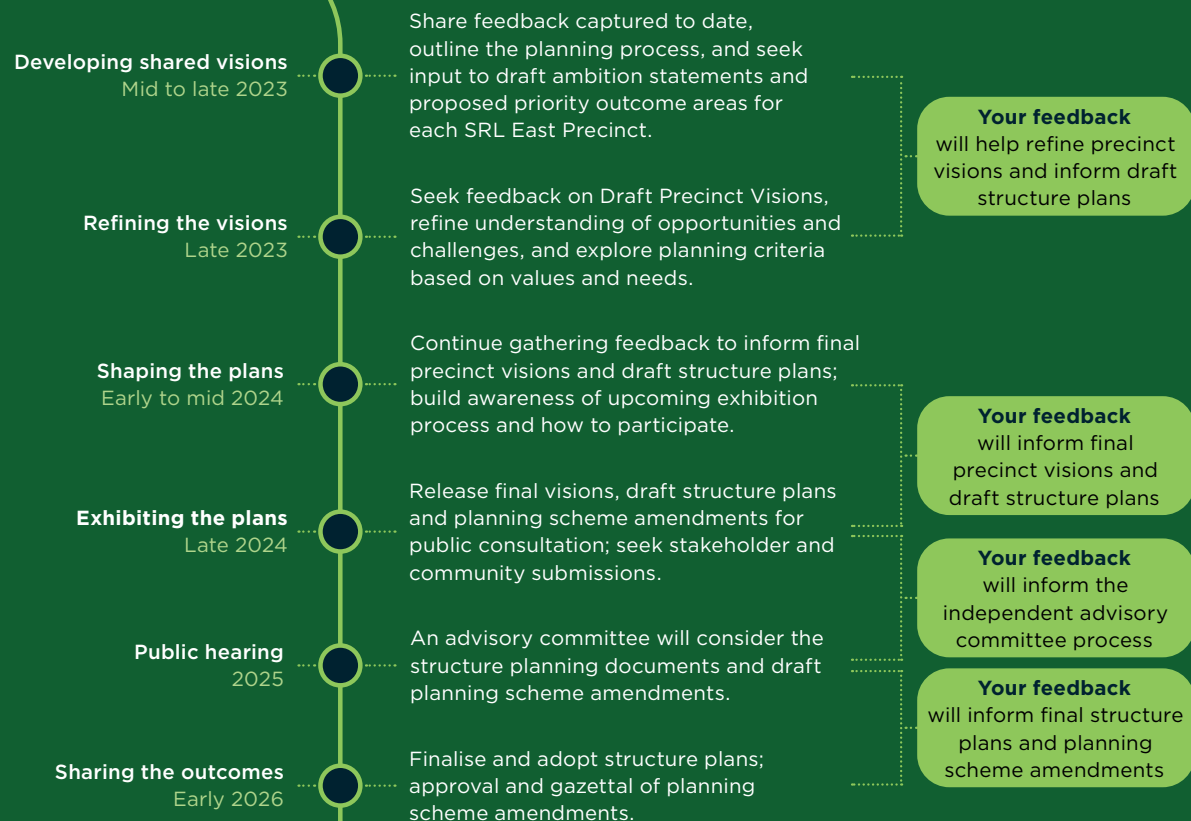 Developing shared visions
Mid to late 2023
Share feedback captured to date,
outline the planning process, and seek
input to draft ambition statements and
proposed priority outcome areas for
each SRL East Precinct.
Your feedback
will help refine precinct
visions and inform draft
structure plans
Refining the visions
Late 2023
Seek feedback on Draft Precinct Visions,
refine understanding of opportunities and
challenges, and explore planning criteria
based on values and needs.
Shaping the plans
Early to mid 2024
Continue gathering feedback to inform final
precinct visions and draft structure plans;
build awareness of upcoming exhibition
process and how to participate.
Your feedback
will inform final
precinct visions and
draft structure plans
Exhibiting the plans
Late 2024
Release final visions, draft structure plans
and planning scheme amendments for
public consultation; seek stakeholder and
community submissions.
Your feedback
will inform the
independent advisory
committee process
Public hearing
2025
An advisory committee will consider the
structure planning documents and draft
planning scheme amendments.
Your feedback
will inform final structure
plans and planning
scheme amendments
Sharing the outcomes
Early 2026
Finalise and adopt structure plans;
approval and gazettal of planning
scheme amendments.